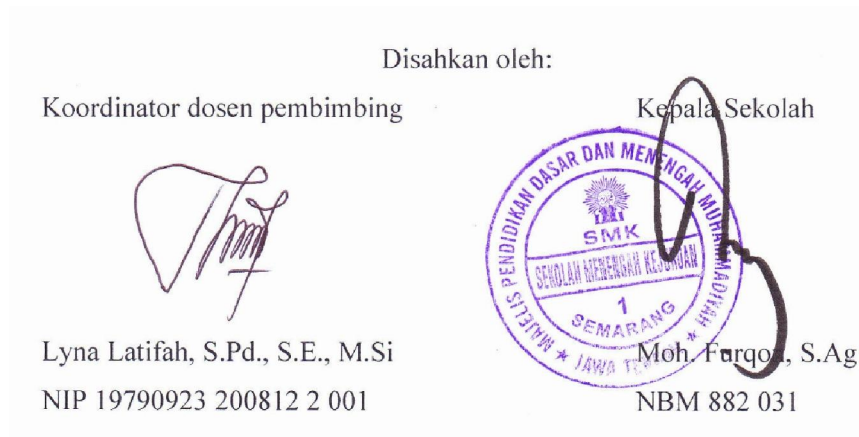 Disahkan oleh:
Koordinator dosen pembimbing
Kepala Sekolah
MAJELIS PENDIDIKAN DASAR DAN MENENGAH MUHAMMADIYAH
SMK
SEKOLAH MENENGAH KEJURUAN
1
SEMARANG
★ JAWA TENGAH ★
Lyna Latifah, S.Pd., S.E., M.Si
Moh. Furqon, S.Ag
NIP 19790923 200812 2 001
NBM 882 031